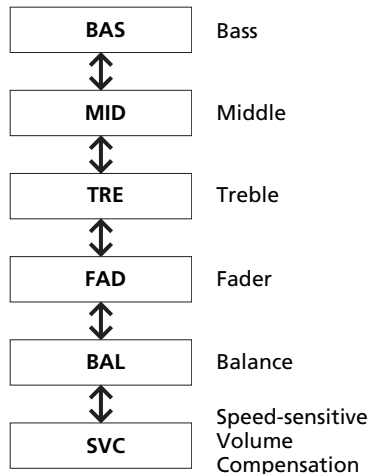 BAS Bass
MID Middle
TRE Treble
FAD Fader
BAL Balance
SVC Speed-sensitive
Volume
Compensation